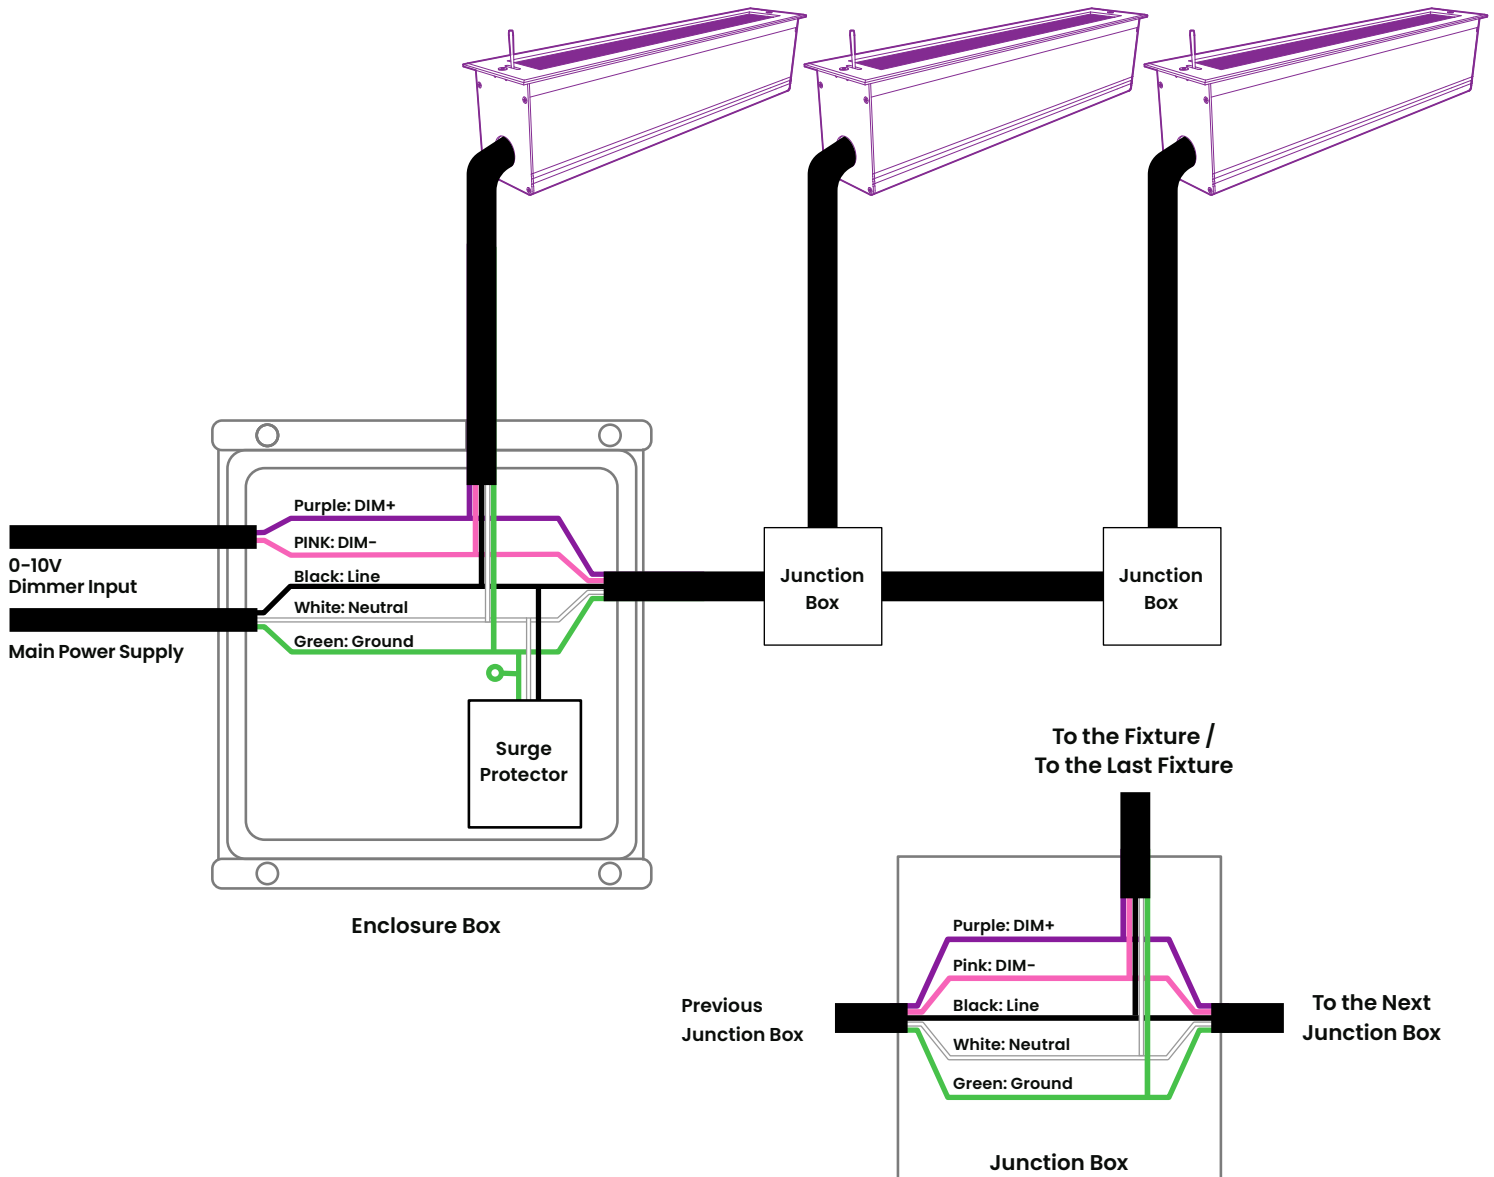 Purple: DIM+
PINK: DIM-
0-10V
Dimmer Input
Black: Line
White: Neutral
Green: Ground
Main Power Supply
Surge
Protector
Enclosure Box
Junction
Box
Junction
Box
To the Fixture /
To the Last Fixture
Purple: DIM+
Pink: DIM-
Black: Line
White: Neutral
Green: Ground
Previous
Junction Box
To the Next
Junction Box
Junction Box